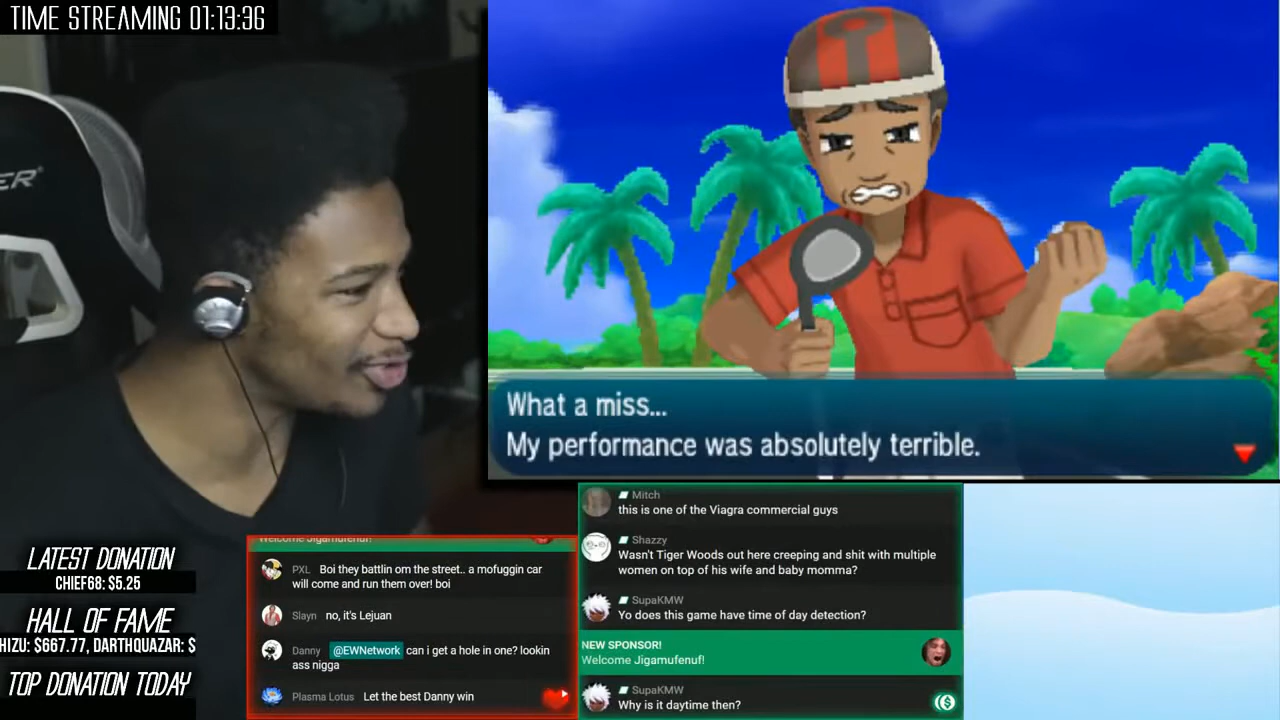 TIME STREAMING 01:13:36
ER
What a miss...
My performance was absolutely terrible.
LATEST DONATION
CHIEF68: $5.25
HALL OF FAME
HIZU: $667.77, DARTHQUAZAR: $
TOP DONATION TODAY
Welcome Jigamufenuf!
PXL Boi they battlin om the street.. a mofuggin car
will come and run them over! boi
Slayn no, it's Lejuan
Danny @EWNetwork can i get a hole in one? lookin
ass nigga
Plasma Lotus Let the best Danny win
Mitch
this is one of the Viagra commercial guys
Shazzy
Wasn't Tiger Woods out here creeping and shit with multiple
women on top of his wife and baby momma?
SupaKMW
Yo does this game have time of day detection?
NEW SPONSOR!
Welcome Jigamufenuf!
SupaKMW
Why is it daytime then?